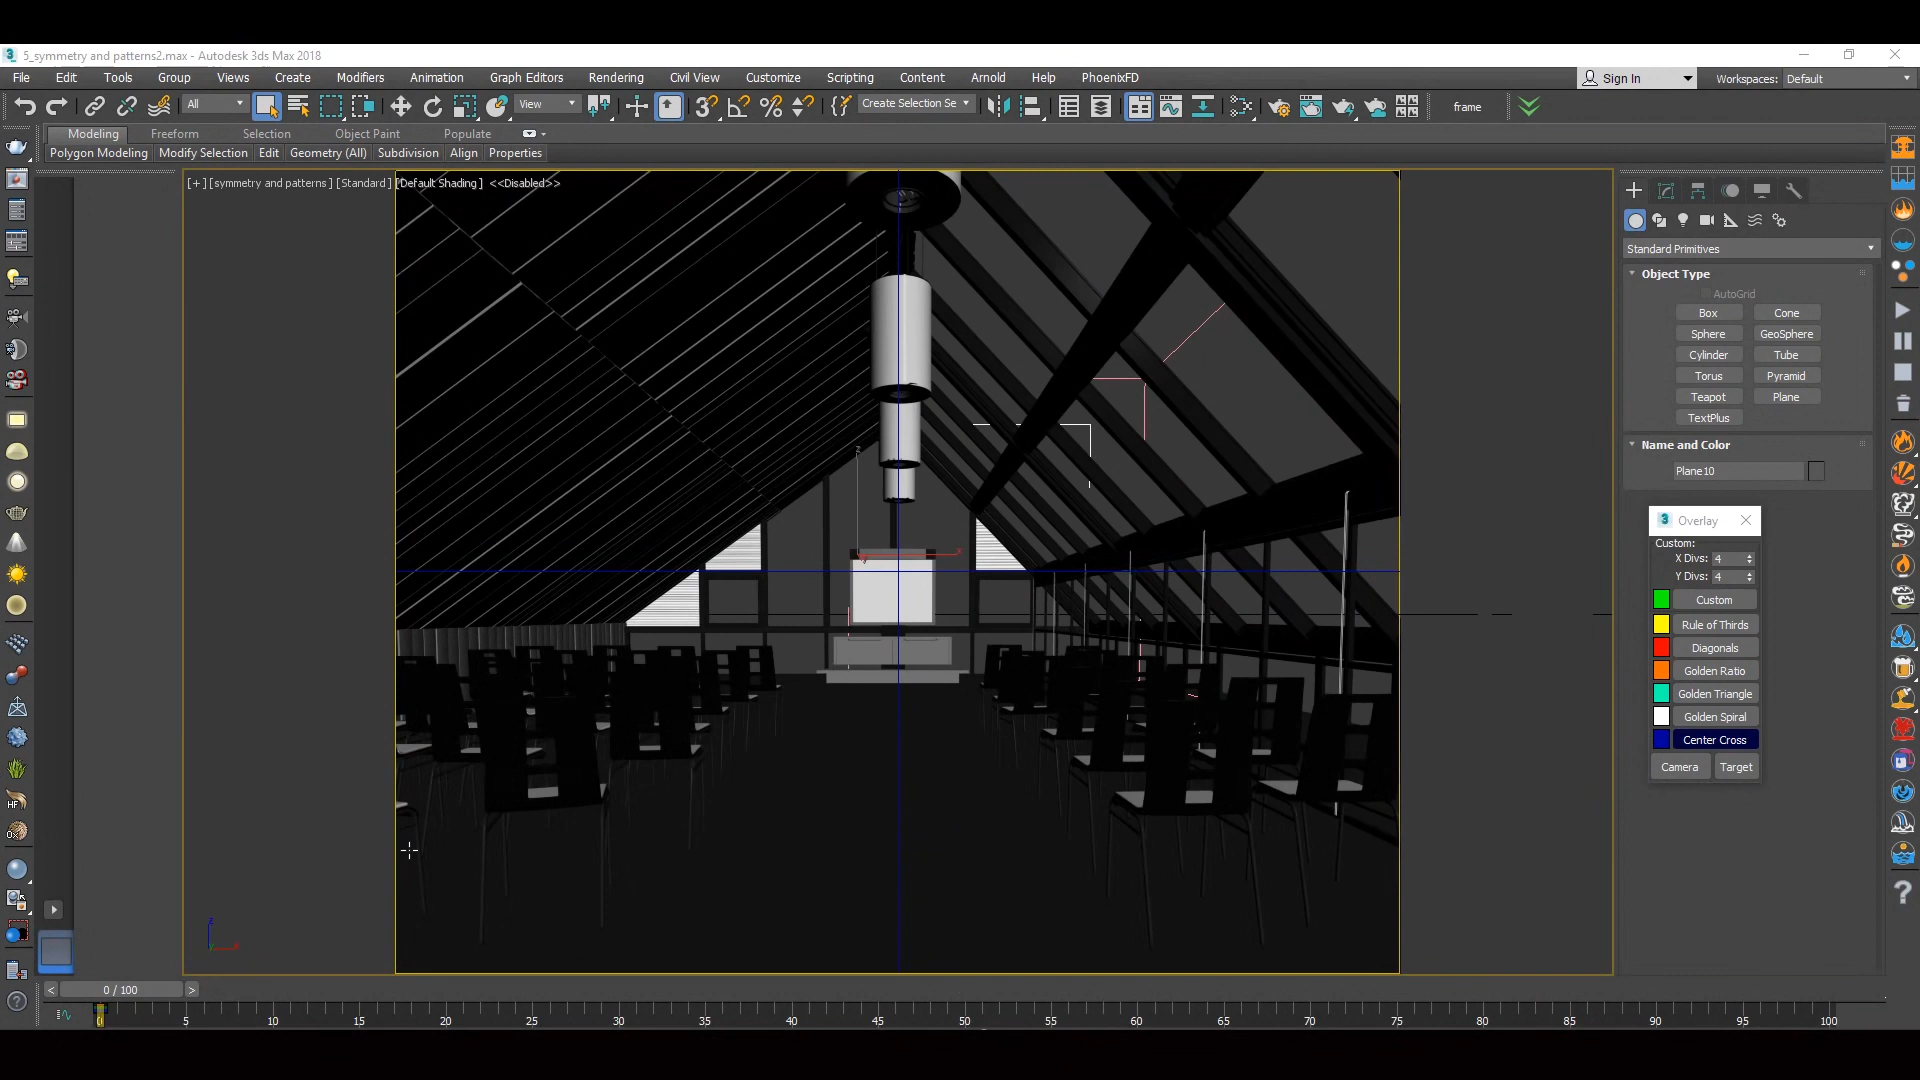 5_symmetry and patterns2.max - Autodesk 3ds Max 2018
File Edit Tools Group Views Create Modifiers Animation Graph Editors Rendering Civil View Customize Scripting Content Arnold Help PhoenixFD
Sign In Workspaces: Default
All View Create Selection Se frame
Modeling Freeform Selection Object Paint Populate
Polygon Modeling Modify Selection Edit Geometry (All) Subdivision Align Properties
[+] [symmetry and patterns ] [Standard ] [Default Shading ] <<Disabled>>
z
x
z
x
Standard Primitives
Object Type
AutoGrid
Box Cone
Sphere GeoSphere
Cylinder Tube
Torus Pyramid
Teapot Plane
TextPlus
Name and Color
Plane10
3 Overlay
Custom:
X Divs: 4
Y Divs: 4
Custom
Rule of Thirds
Diagonals
Golden Ratio
Golden Triangle
Golden Spiral
Center Cross
Camera Target
HF
< 0 / 100 >
0 5 10 15 20 25 30 35 40 45 50 55 60 65 70 75 80 85 90 95 100